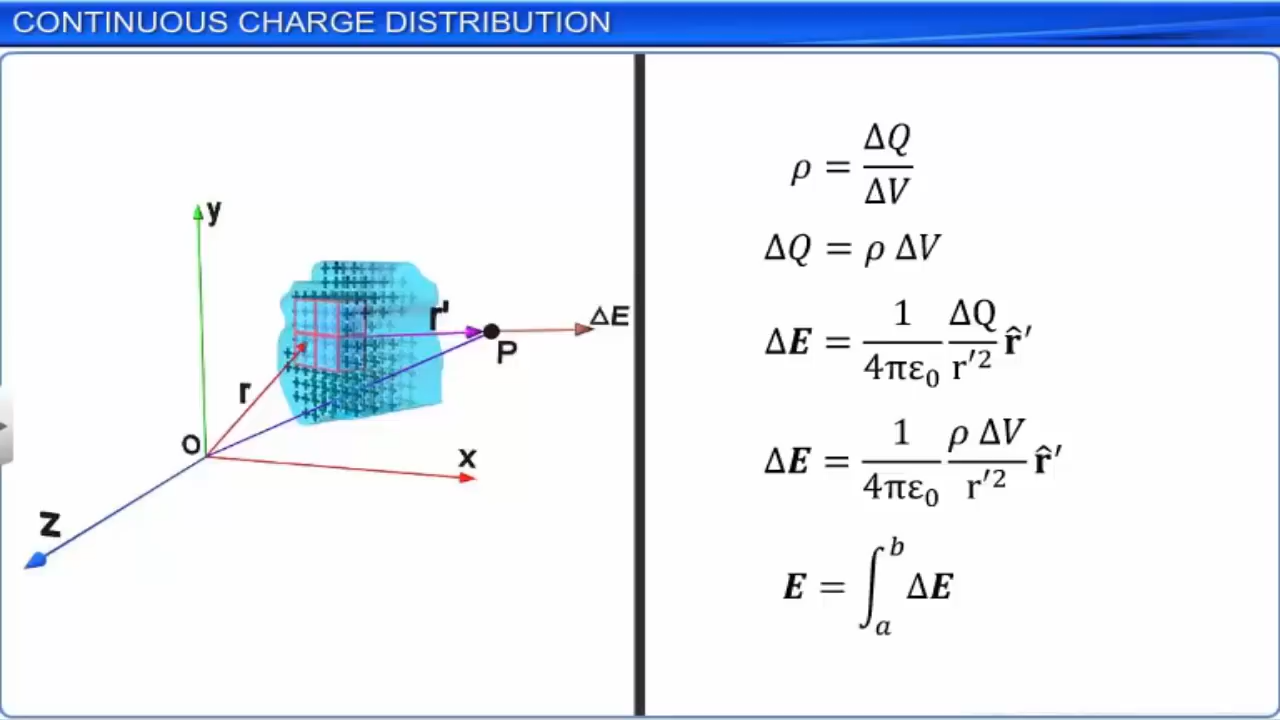 CONTINUOUS CHARGE DISTRIBUTION
y
r'
ΔE
P
r
O
x
z
ρ = ΔQ/ΔV
ΔQ = ρ ΔV
ΔE = 1/4πε₀ ΔQ/r′² r̂′
ΔE = 1/4πε₀ ρ ΔV/r′² r̂′
E = ∫ₐᵇ ΔE